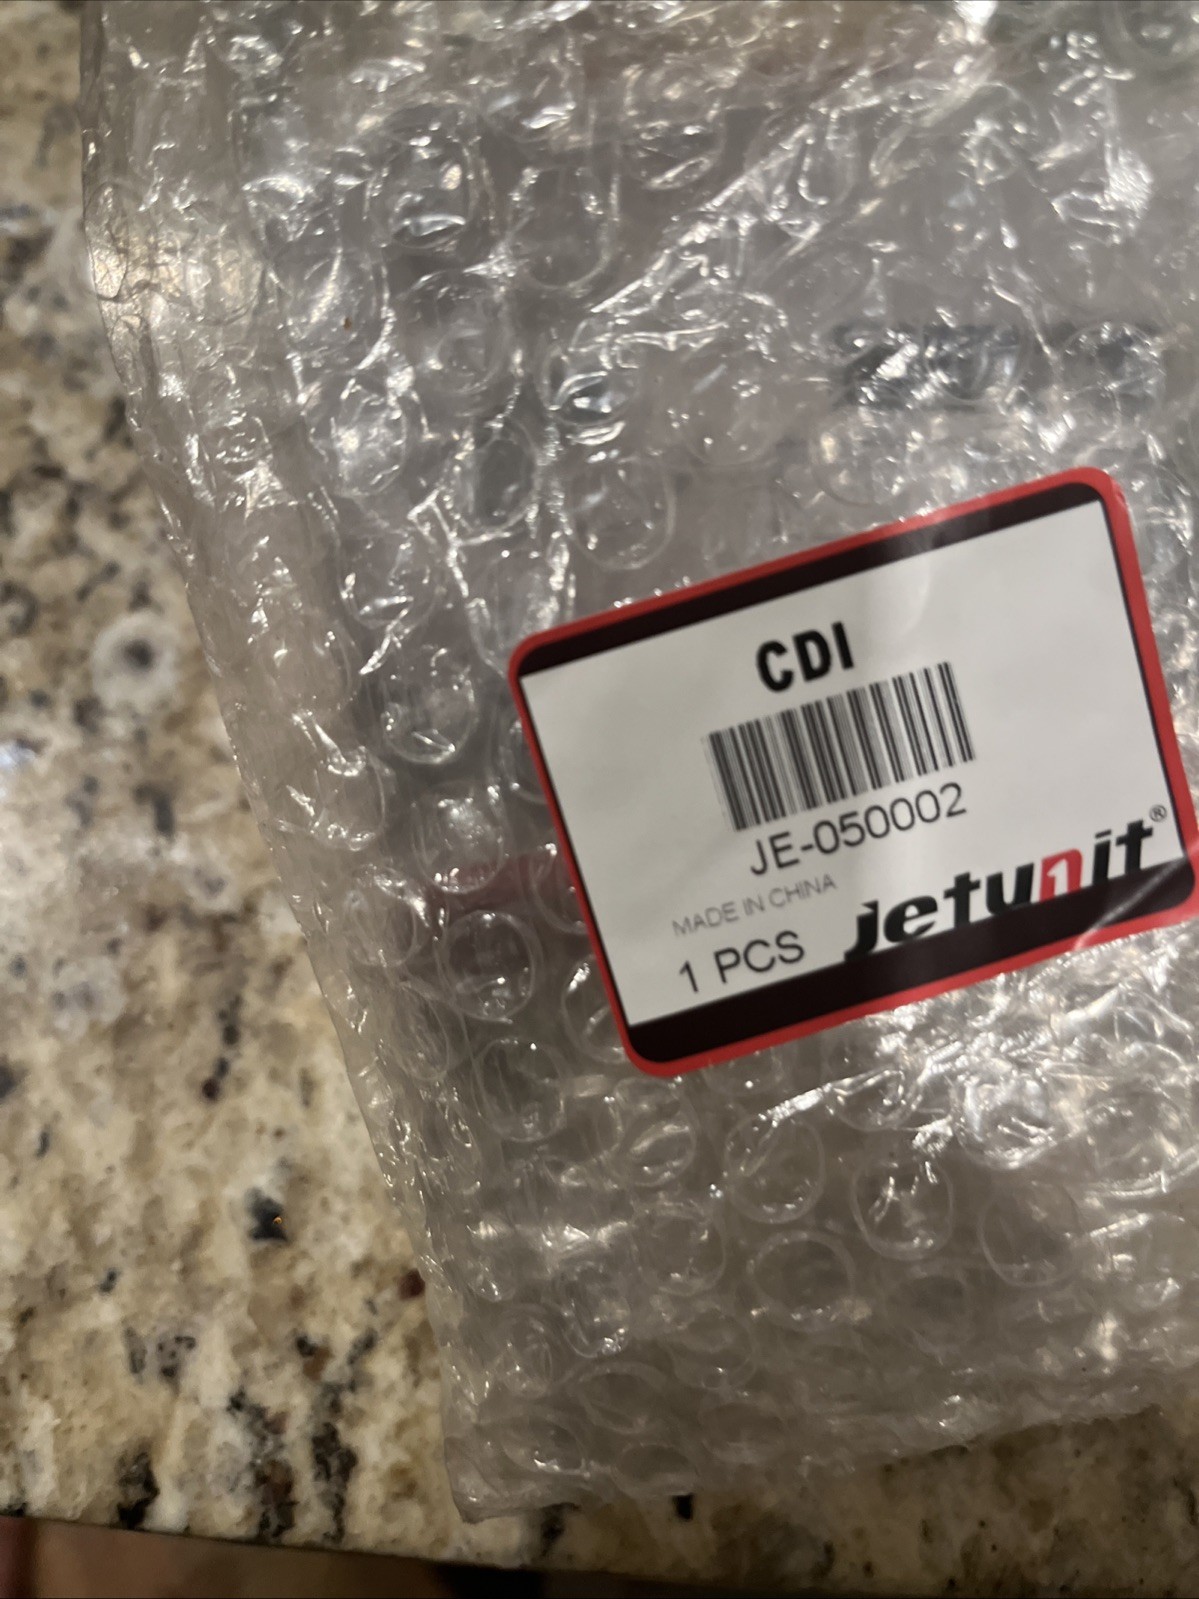 CDI
JE-050002
MADE IN CHINA
1 PCS
jetunit®